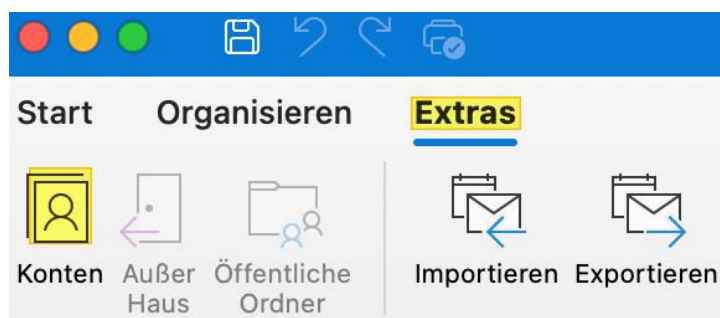 Start Organisieren Extras
Konten Außer Haus Öffentliche Ordner Importieren Exportieren